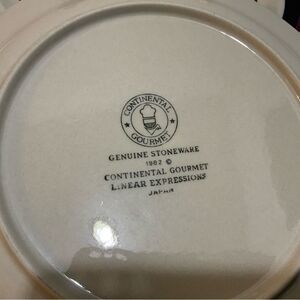 CONTINENTAL
GOURMET
GENUINE STONEWARE
1982 ©
CONTINENTAL GOURMET
LINEAR EXPRESSIONS
JAPAN